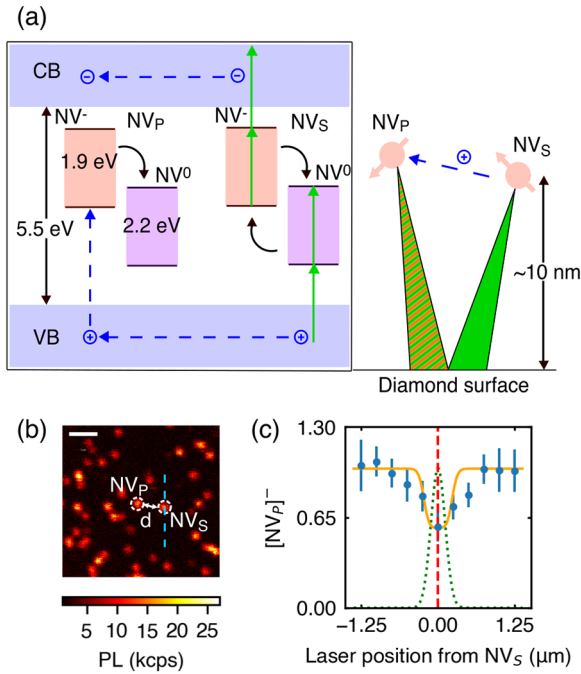 (a)
CB
NV-
NVP
NV-
NVS
1.9 eV
NV0
NV0
5.5 eV
2.2 eV
VB
NVP
NVS
~10 nm
Diamond surface
(b)
NVP
d
NVS
5 10 15 20 25
PL (kcps)
(c)
1.30
0.65
0.00
[NVP]−
−1.25 0.00 1.25
Laser position from NVS (μm)